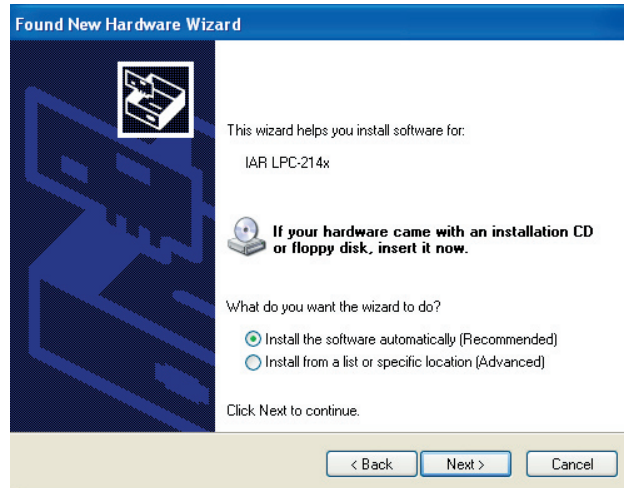 Found New Hardware Wizard
This wizard helps you install software for:
IAR LPC-214x
If your hardware came with an installation CD
or floppy disk, insert it now.
What do you want the wizard to do?
Install the software automatically (Recommended)
Install from a list or specific location (Advanced)
Click Next to continue.
< Back Next > Cancel